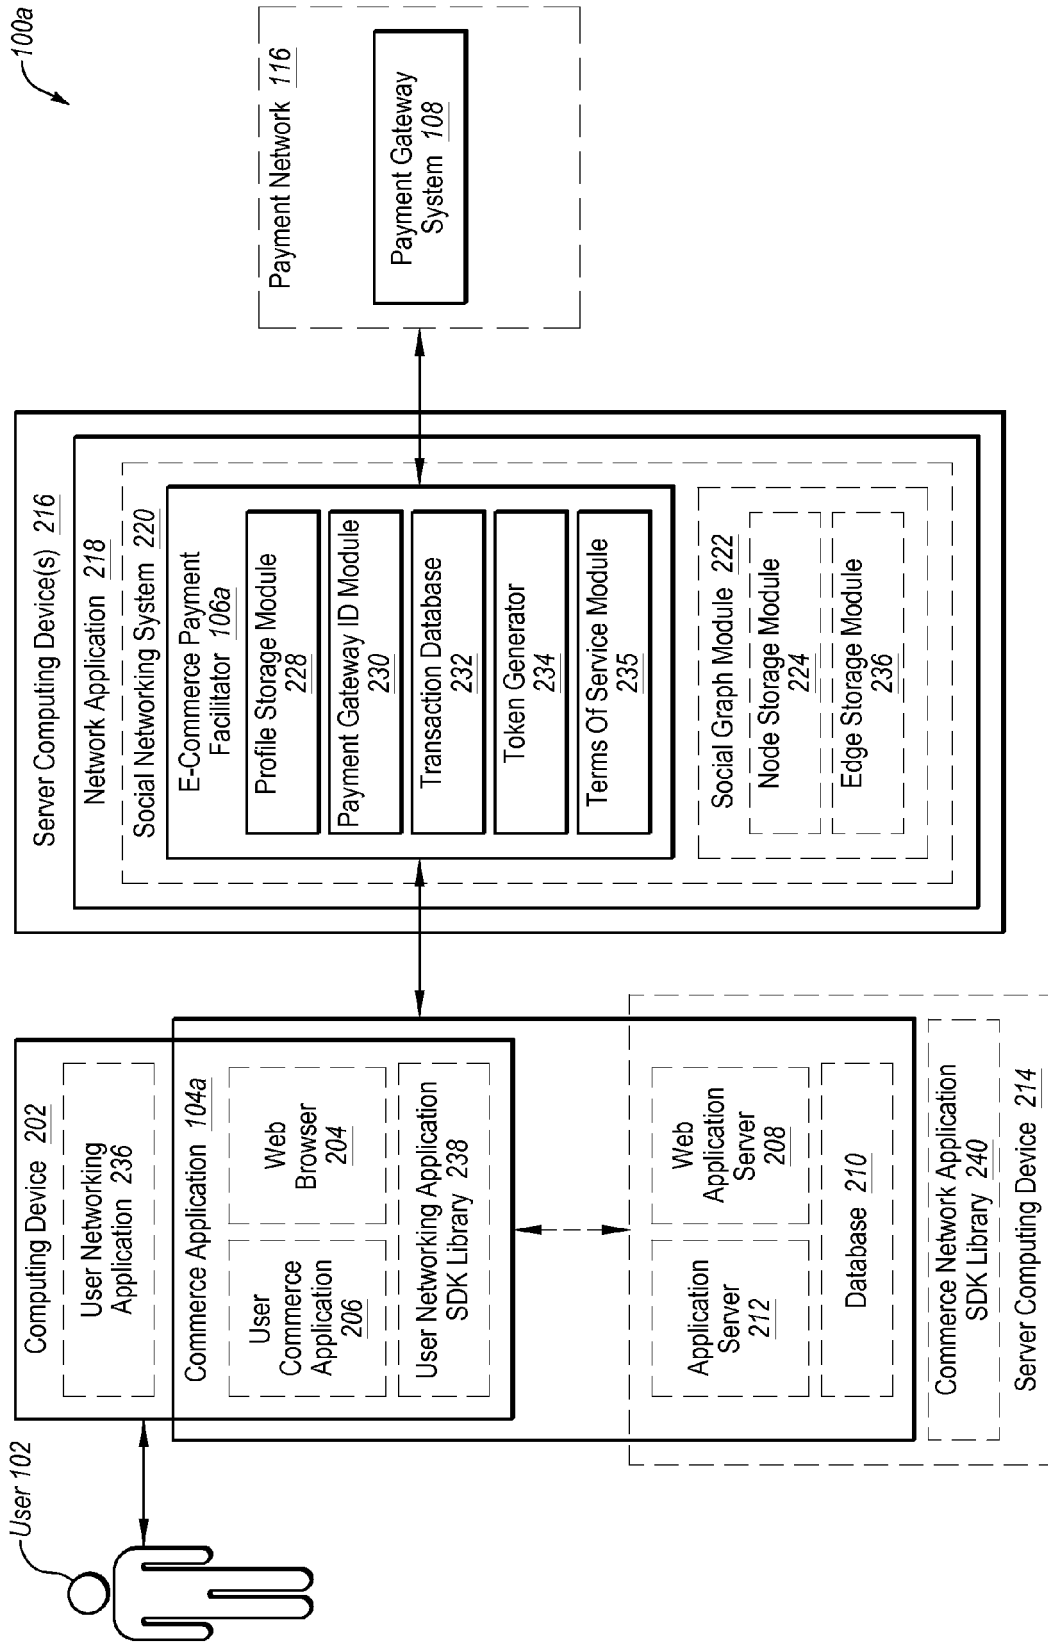 100a
User 102
Computing Device 202
User Networking
Application 236
Commerce Application 104a
User
Commerce
Application
206
Web
Browser
204
User Networking Application
SDK Library 238
Application
Server
212
Web
Application
Server
208
Database 210
Commerce Network Application
SDK Library 240
Server Computing Device 214
Server Computing Device(s) 216
Network Application 218
Social Networking System 220
E-Commerce Payment
Facilitator 106a
Profile Storage Module
228
Payment Gateway ID Module
230
Transaction Database
232
Token Generator
234
Terms Of Service Module
235
Social Graph Module 222
Node Storage Module
224
Edge Storage Module
236
Payment Network 116
Payment Gateway
System 108